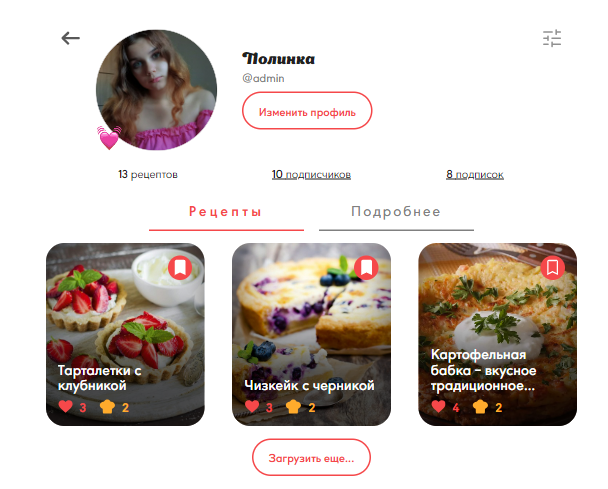 Полинка
@admin
Изменить профиль
13 рецептов
10 подписчиков
8 подписок
Рецепты
Подробнее
Тарталетки с
клубникой
3 2
Чизкейк с черникой
3 2
Картофельная
бабка – вкусное
традиционное...
4 2
Загрузить еще...